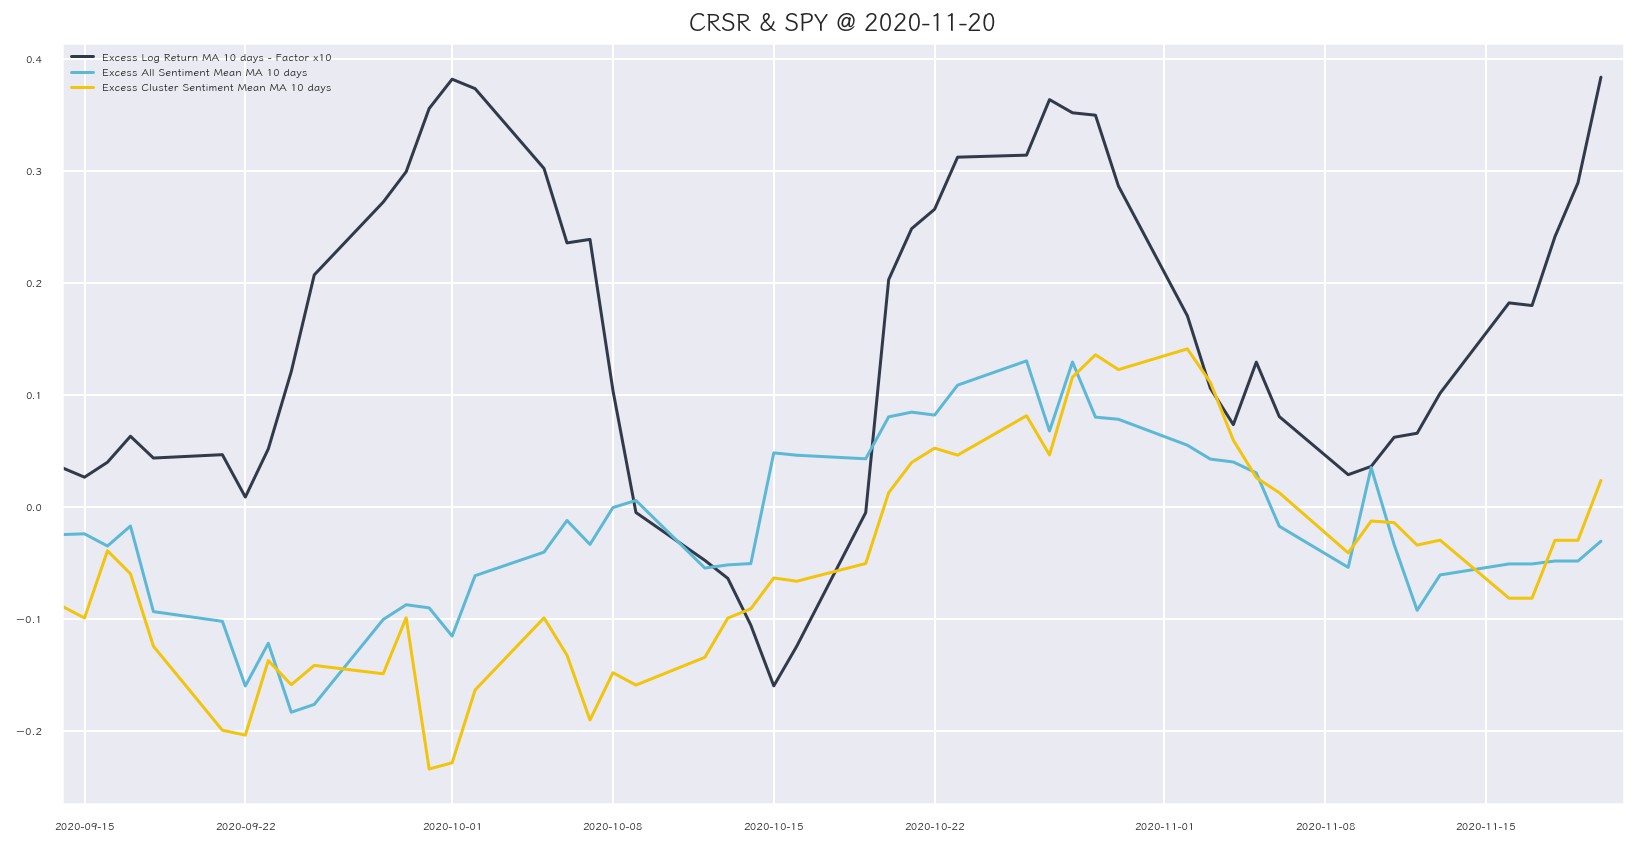 CRSR & SPY @ 2020-11-20
Excess Log Return MA 10 days - Factor x10
Excess All Sentiment Mean MA 10 days
Excess Cluster Sentiment Mean MA 10 days
0.4
0.3
0.2
0.1
0.0
−0.1
−0.2
2020-09-15 2020-09-22 2020-10-01 2020-10-08 2020-10-15 2020-10-22 2020-11-01 2020-11-08 2020-11-15